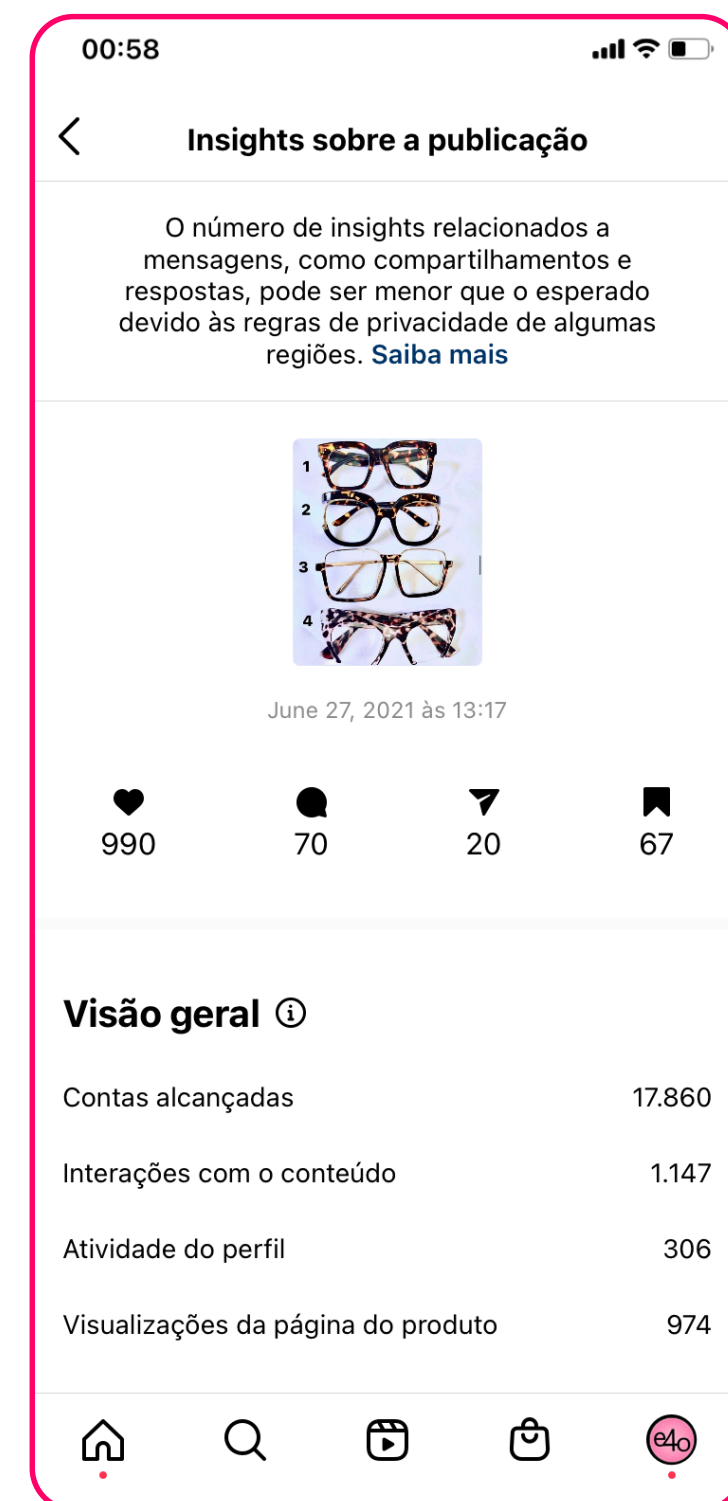 00:58
Insights sobre a publicação
O número de insights relacionados a
mensagens, como compartilhamentos e
respostas, pode ser menor que o esperado
devido às regras de privacidade de algumas
regiões. Saiba mais
1
2
3
4
June 27, 2021 às 13:17
990 70 20 67
Visão geral
Contas alcançadas 17.860
Interações com o conteúdo 1.147
Atividade do perfil 306
Visualizações da página do produto 974
e4o